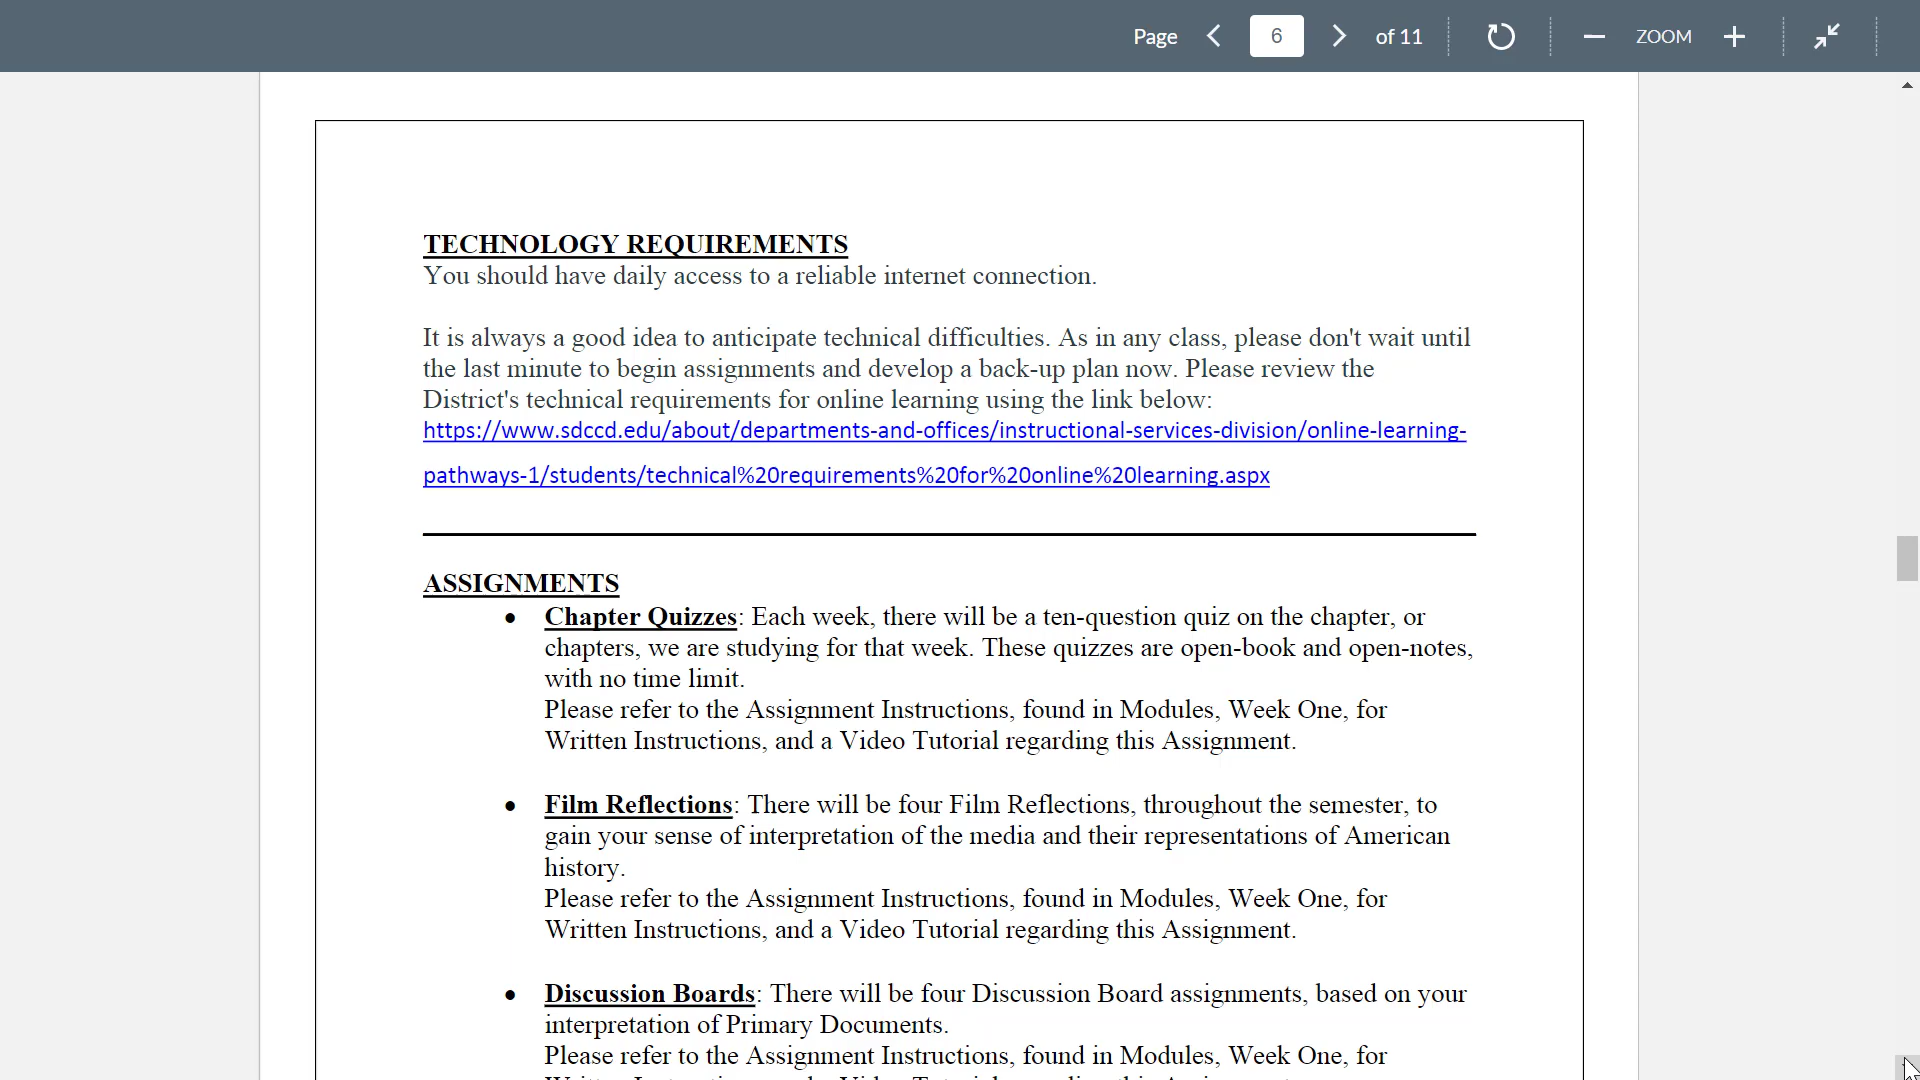 Page 6 of 11 ZOOM
TECHNOLOGY REQUIREMENTS
You should have daily access to a reliable internet connection.
It is always a good idea to anticipate technical difficulties. As in any class, please don't wait until
the last minute to begin assignments and develop a back-up plan now. Please review the
District's technical requirements for online learning using the link below:
https://www.sdccd.edu/about/departments-and-offices/instructional-services-division/online-learning-
pathways-1/students/technical%20requirements%20for%20online%20learning.aspx
ASSIGNMENTS
• Chapter Quizzes: Each week, there will be a ten-question quiz on the chapter, or
chapters, we are studying for that week. These quizzes are open-book and open-notes,
with no time limit.
Please refer to the Assignment Instructions, found in Modules, Week One, for
Written Instructions, and a Video Tutorial regarding this Assignment.
• Film Reflections: There will be four Film Reflections, throughout the semester, to
gain your sense of interpretation of the media and their representations of American
history.
Please refer to the Assignment Instructions, found in Modules, Week One, for
Written Instructions, and a Video Tutorial regarding this Assignment.
• Discussion Boards: There will be four Discussion Board assignments, based on your
interpretation of Primary Documents.
Please refer to the Assignment Instructions, found in Modules, Week One, for